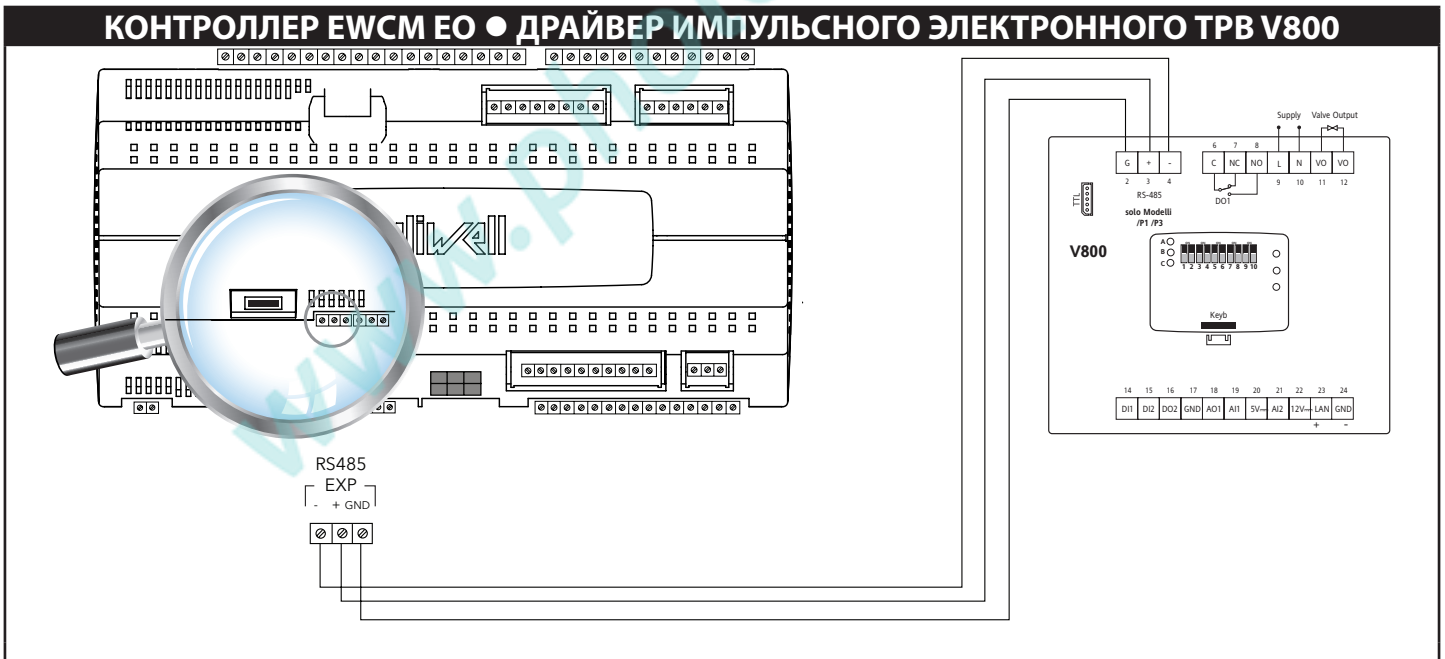 КОНТРОЛЛЕР EWCM EO ● ДРАЙВЕР ИМПУЛЬСНОГО ЭЛЕКТРОННОГО ТРВ V800
Supply Valve Output
6 7 8
G + - C NC NO L N VO VO
2 3 4 9 10 11 12
RS-485
DO1
TTL
solo Modelli
/P1 /P3
V800
A
B
C
1 2 3 4 5 6 7 8 9 10
Keyb
14 15 16 17 18 19 20 21 22 23 24
DI1 DI2 DO2 GND AO1 AI1 5V⎓ AI2 12V⎓ LAN GND
+ -
RS485
EXP
- + GND